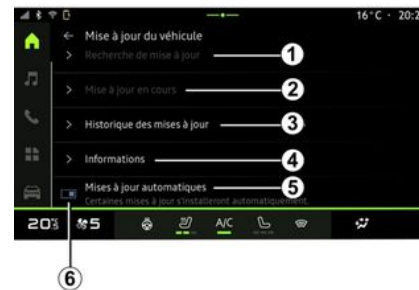 16°C · 20:2
Mise à jour du véhicule
Recherche de mise à jour
1
Mise à jour en cours
2
Historique des mises à jour
3
Informations
4
Mises à jour automatiques
5
Certaines mises à jour s'installeront automatiquement.
20 5 A/C
6